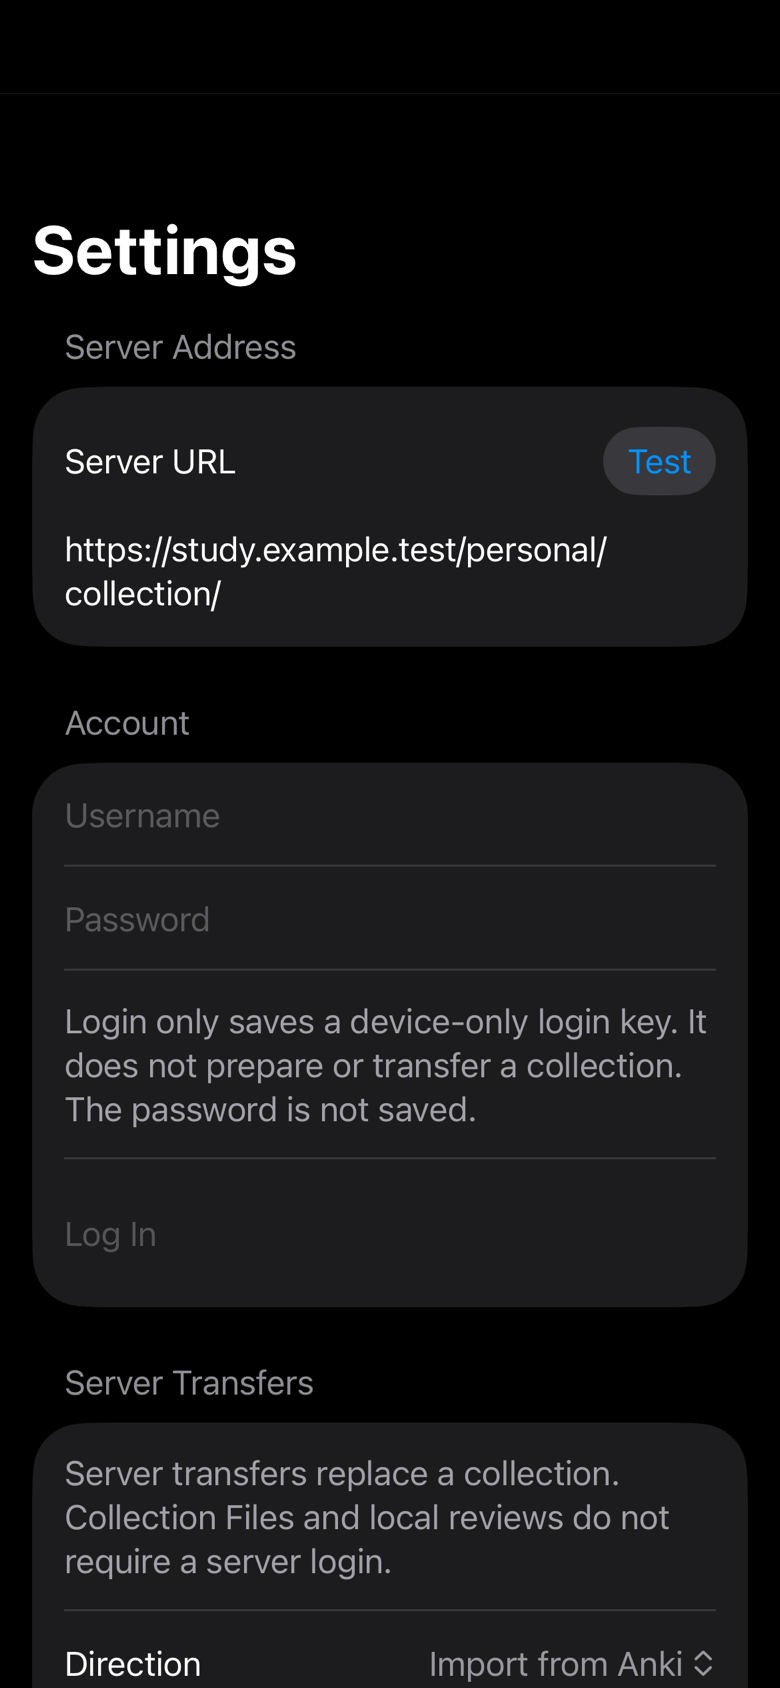 Settings
Server Address
Server URL
Test
https://study.example.test/personal/
collection/
Account
Username
Password
Login only saves a device-only login key. It
does not prepare or transfer a collection.
The password is not saved.
Log In
Server Transfers
Server transfers replace a collection.
Collection Files and local reviews do not
require a server login.
Direction
Import from Anki